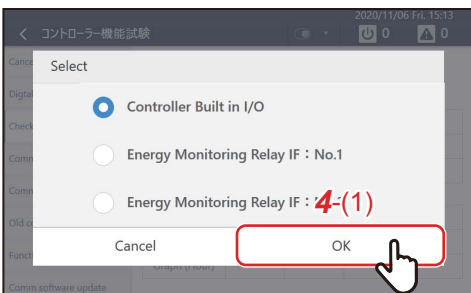 2020/11/06 Fri. 15:13
コントローラー機能試験
0
0
Cance
Select
Digtal
Controller Built in I/O
Check
Comm
Energy Monitoring Relay IF：No.1
Comm
Energy Monitoring Relay IF：
4-(1)
Old c
Cancel
OK
Functi
Graph (Hour)
Comm software update